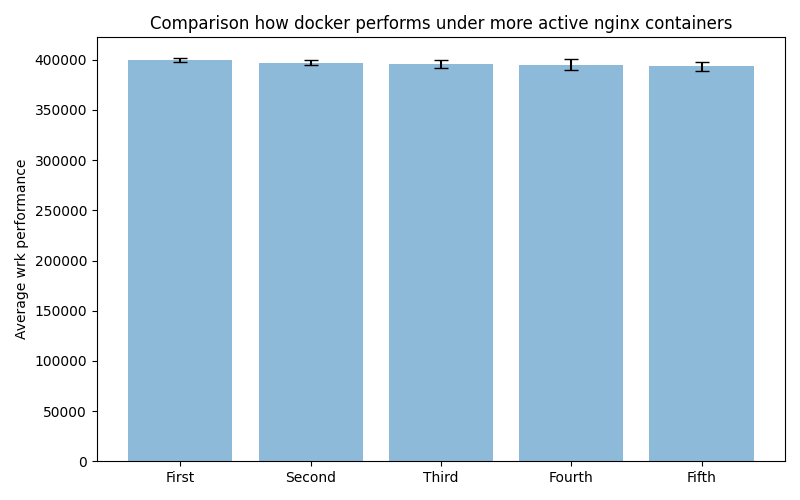 Comparison how docker performs under more active nginx containers
Average wrk performance
400000
350000
300000
250000
200000
150000
100000
50000
0
First
Second
Third
Fourth
Fifth